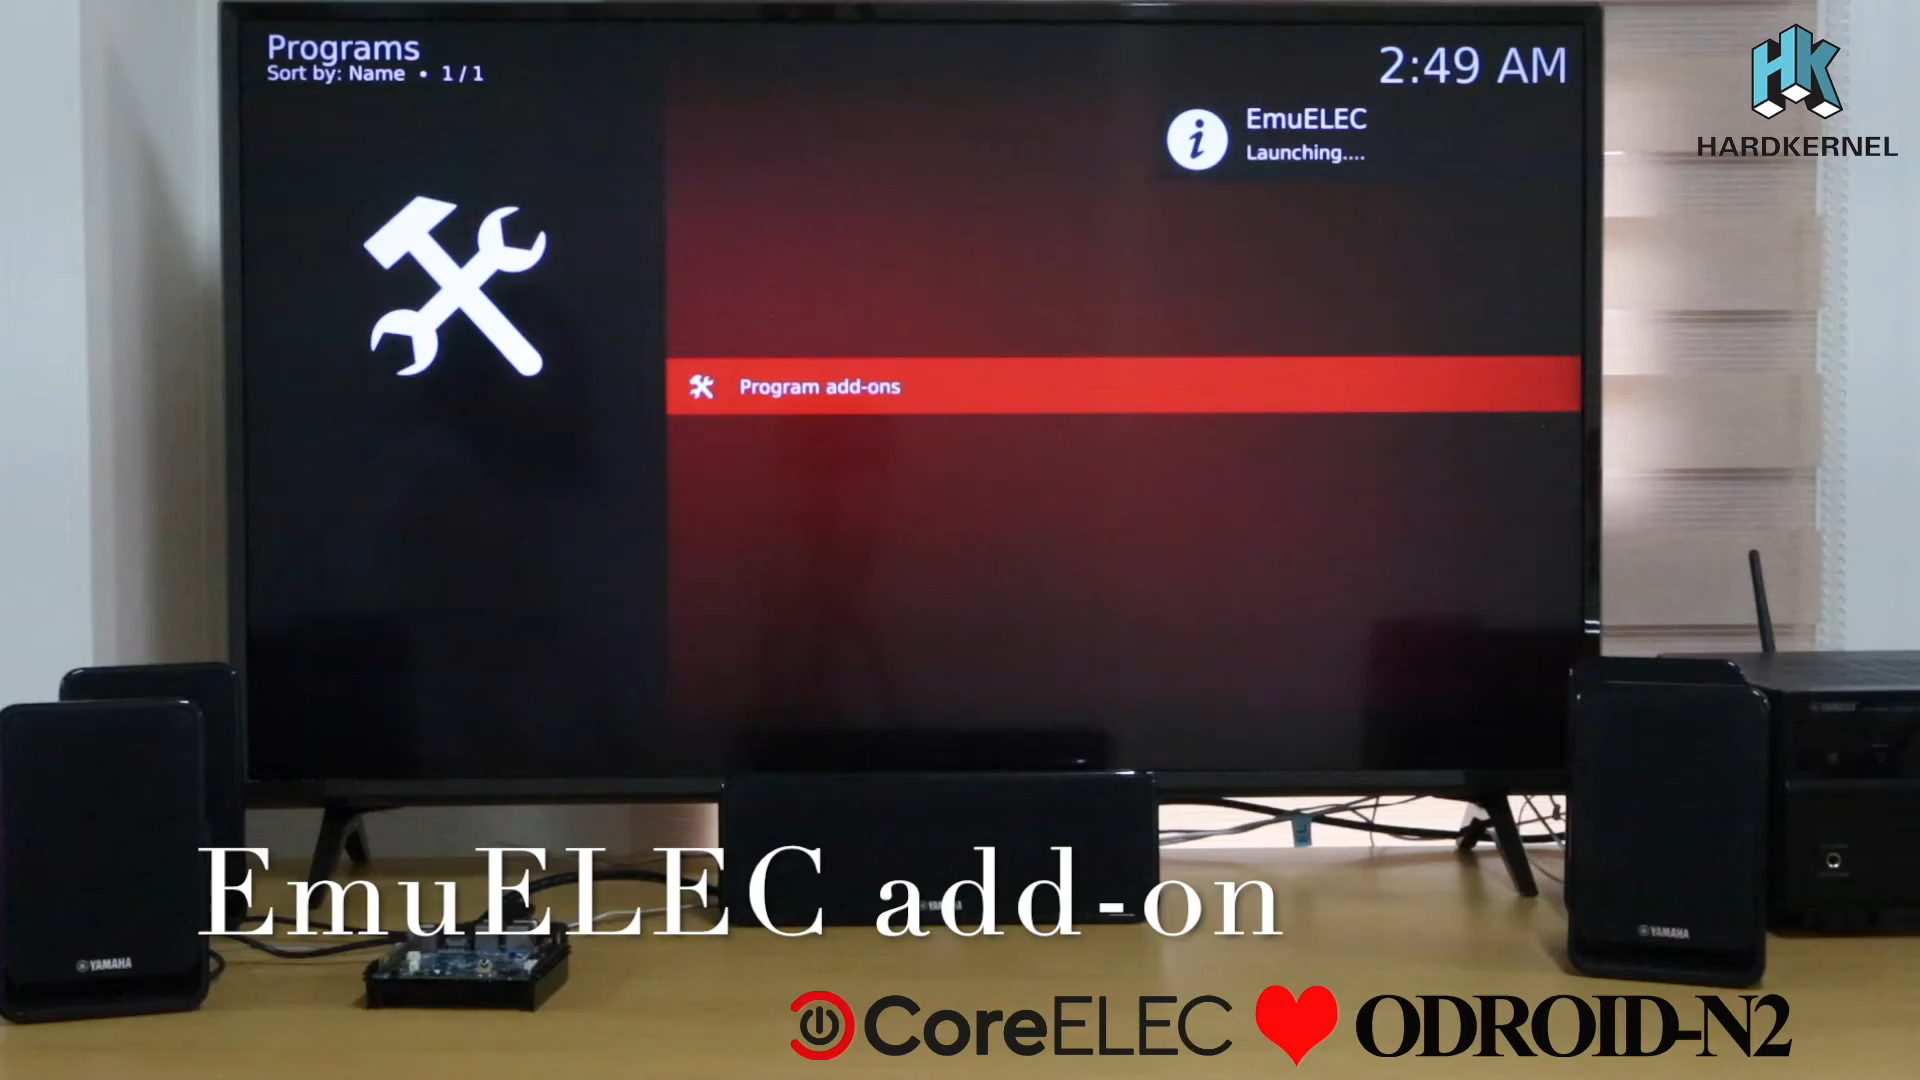 Programs
Sort by: Name • 1 / 1
2:49 AM
EmuELEC
Launching....
HARDKERNEL
Program add-ons
EmuELEC add-on
YAMAHA
YAMAHA
YAMAHA
CoreELEC ODROID-N2